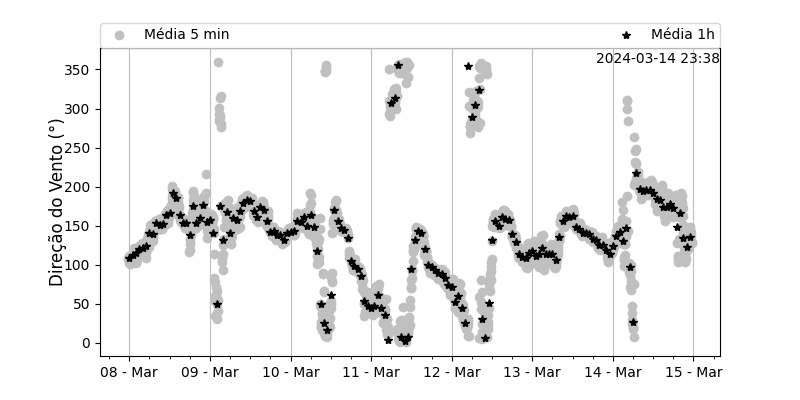 Média 5 min
Média 1h
2024-03-14 23:38
Direção do Vento (°)
350
300
250
200
150
100
50
0
08 - Mar
09 - Mar
10 - Mar
11 - Mar
12 - Mar
13 - Mar
14 - Mar
15 - Mar